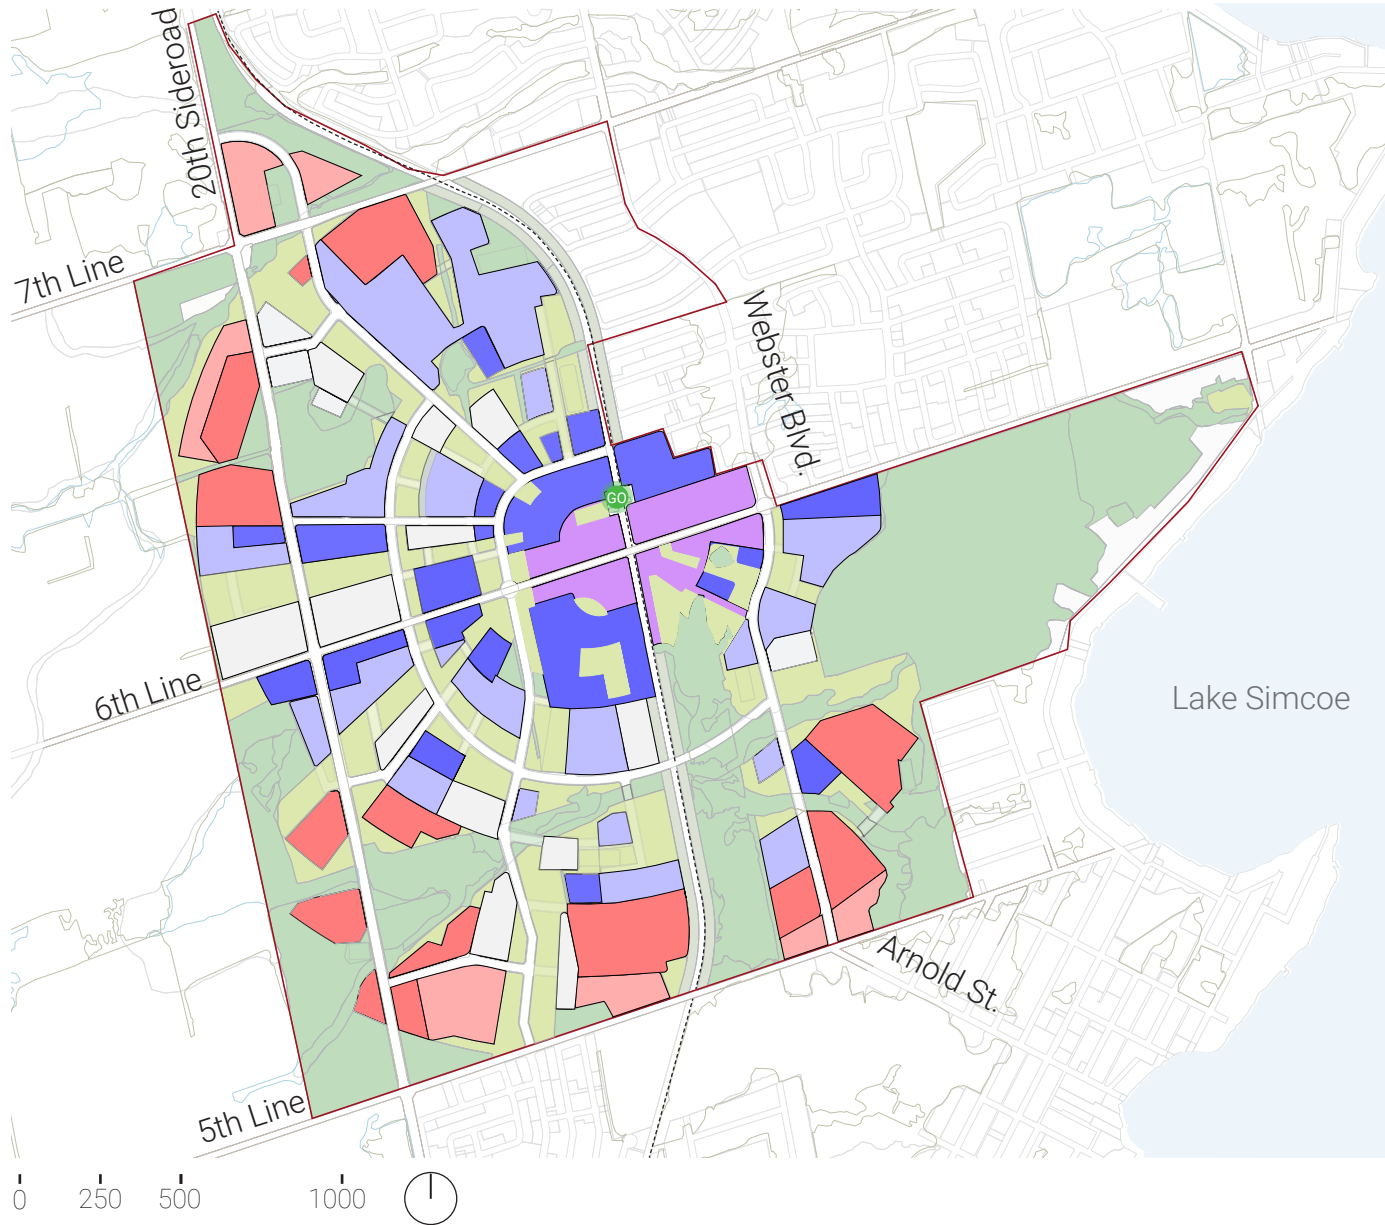 20th Sideroad
7th Line
Webster Blvd.
GO
6th Line
Lake Simcoe
Arnold St.
5th Line
0 250 500 1000